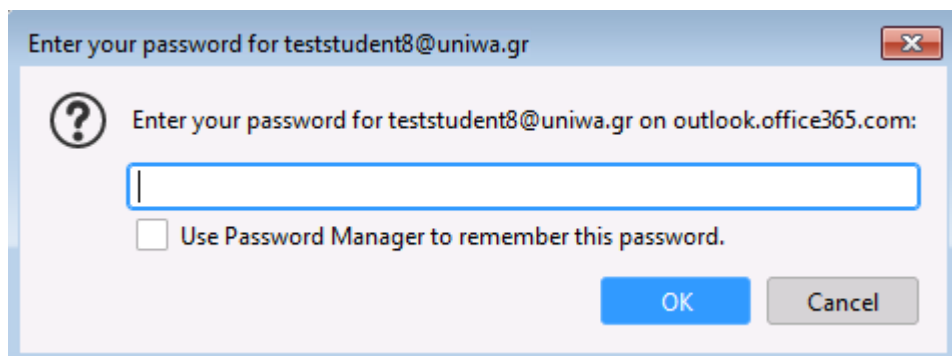 Enter your password for teststudent8@uniwa.gr
Enter your password for teststudent8@uniwa.gr on outlook.office365.com:
Use Password Manager to remember this password.
OK
Cancel